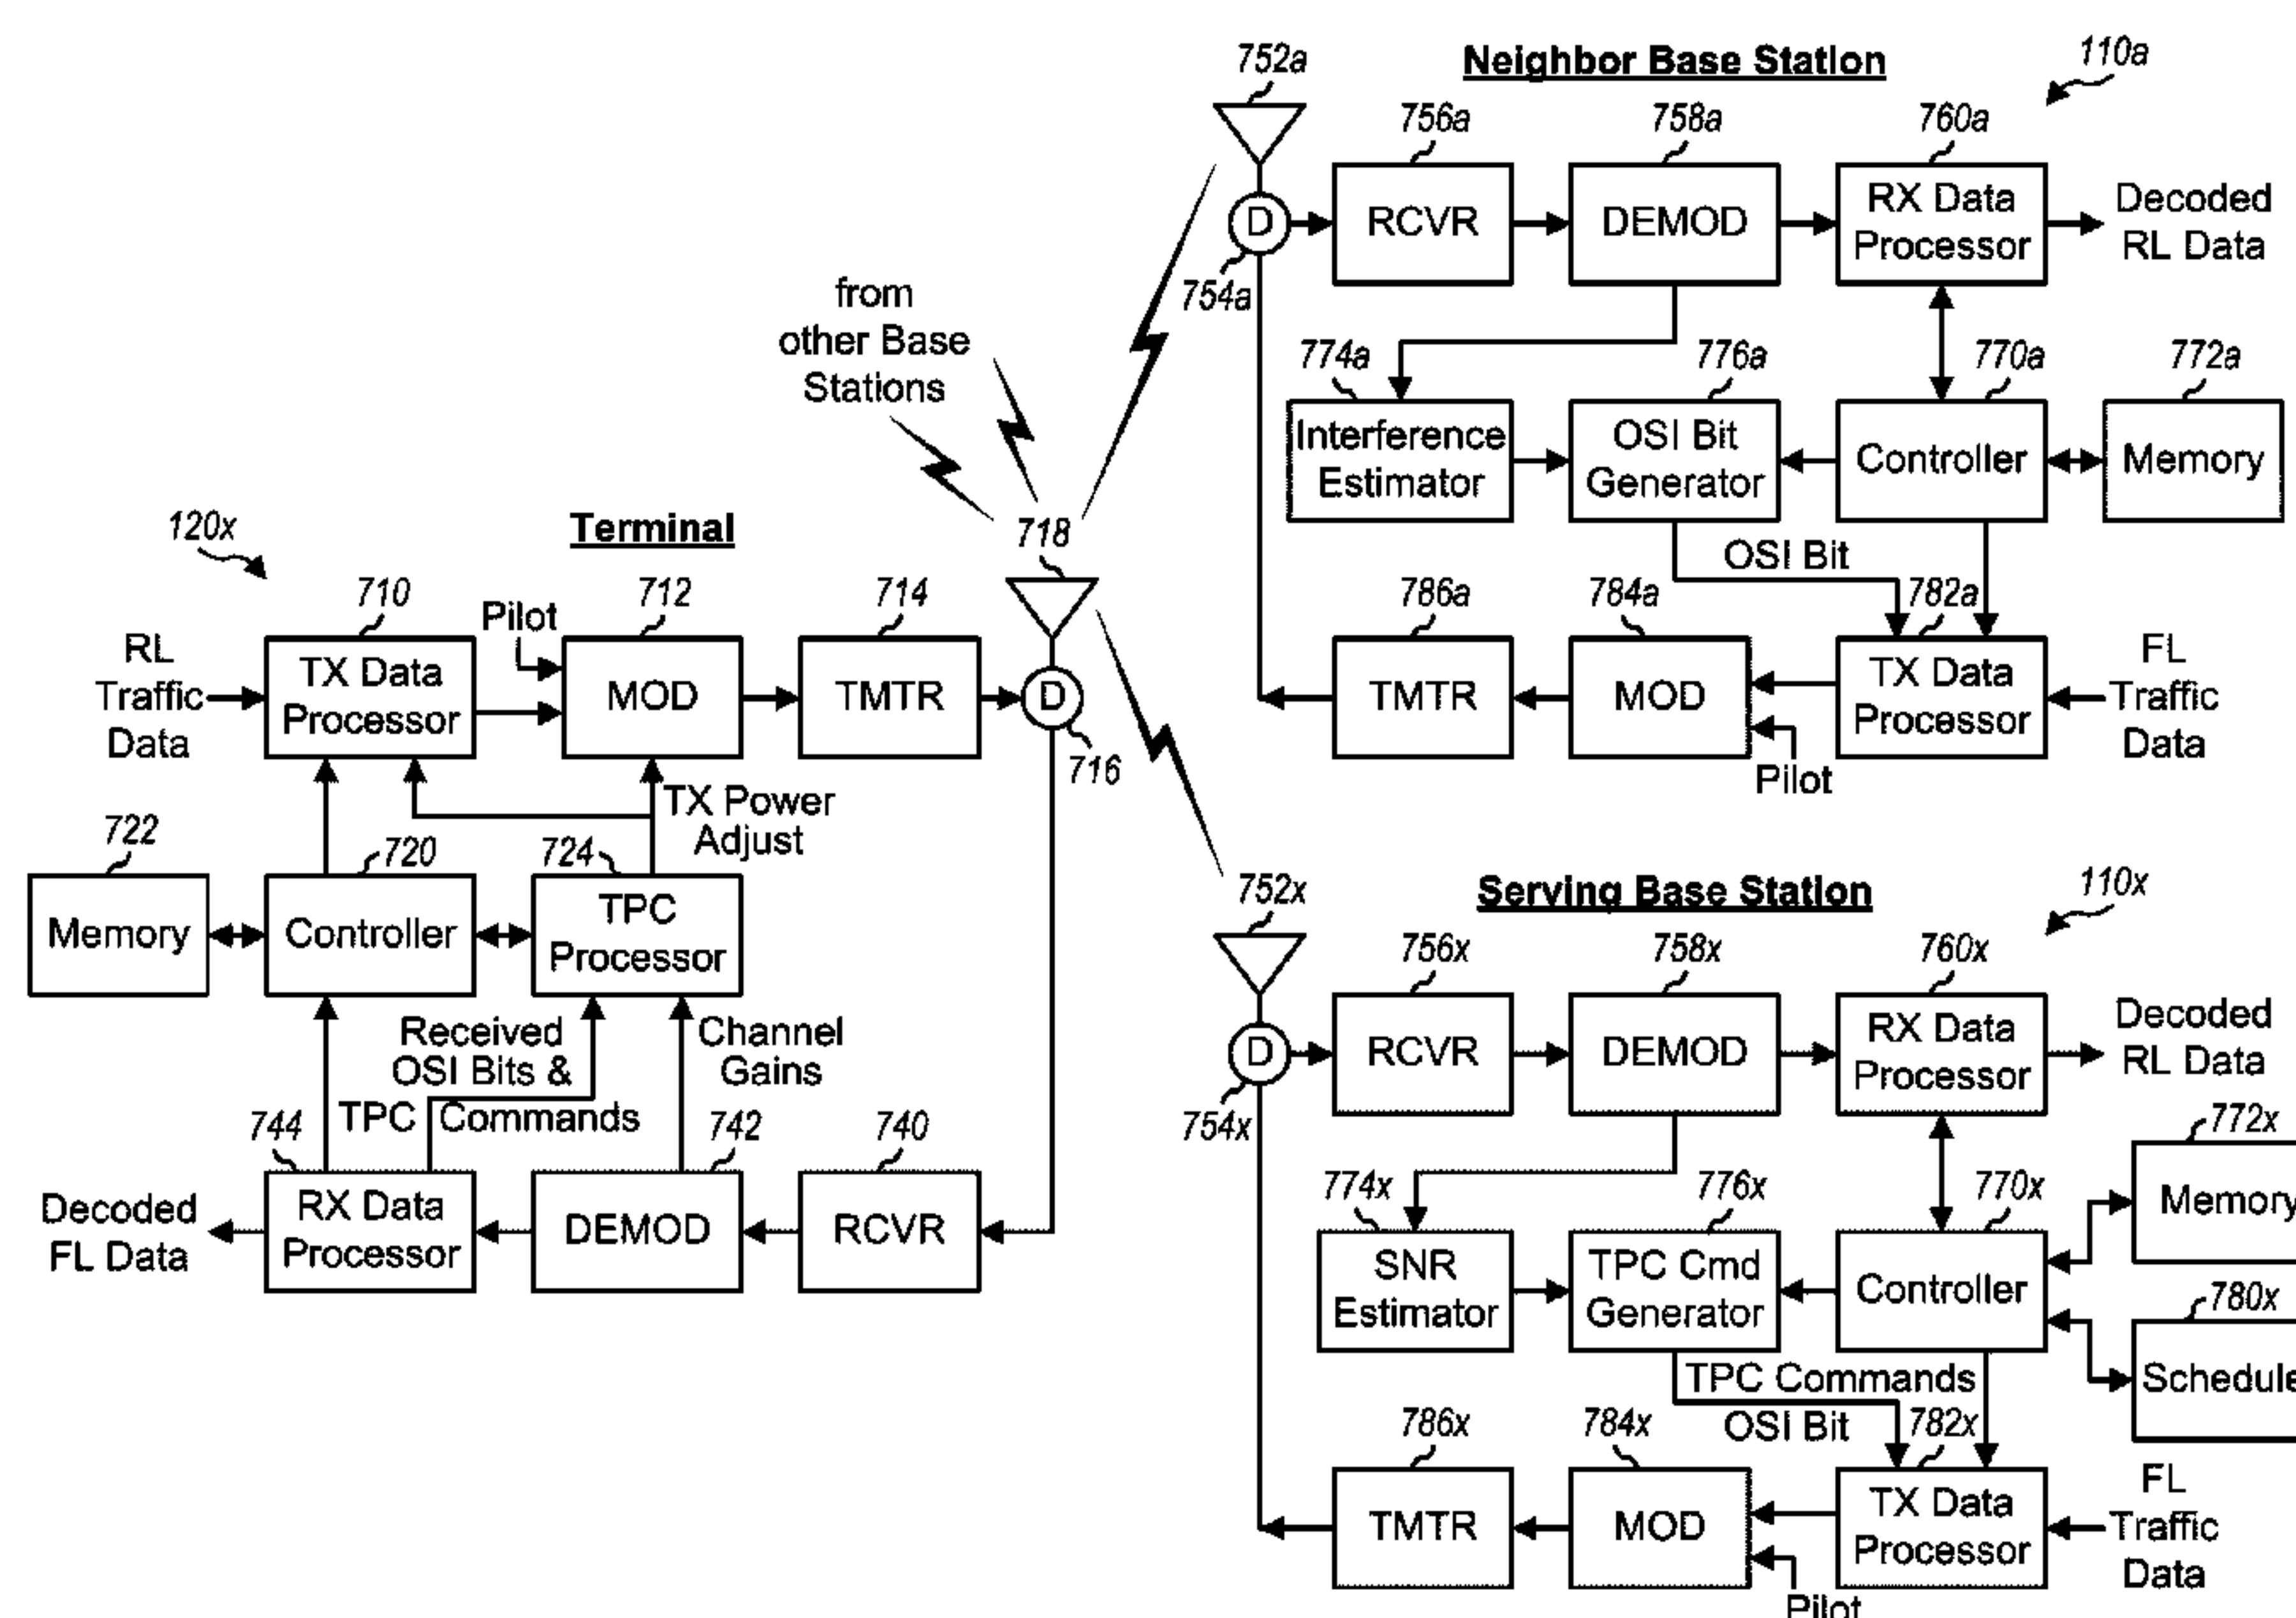 Neighbor Base Station
110a
752a
756a
758a
760a
D
RCVR
DEMOD
RX Data
Processor
Decoded
RL Data
754a
774a
776a
770a
772a
Interference
Estimator
OSI Bit
Generator
Controller
Memory
OSI Bit
786a
784a
782a
TMTR
MOD
TX Data
Processor
FL
Traffic
Data
Pilot
from
other Base
Stations
718
120x
Terminal
710
Pilot
712
714
RL
Traffic
Data
TX Data
Processor
MOD
TMTR
D
716
TX Power
Adjust
722
720
724
Memory
Controller
TPC
Processor
Received
OSI Bits &
TPC Commands
Channel
Gains
744
742
740
Decoded
FL Data
RX Data
Processor
DEMOD
RCVR
Serving Base Station
110x
752x
756x
758x
760x
D
RCVR
DEMOD
RX Data
Processor
Decoded
RL Data
754x
774x
776x
770x
772x
Memory
SNR
Estimator
TPC Cmd
Generator
Controller
780x
Schedule
TPC Commands
OSI Bit
786x
784x
782x
TMTR
MOD
TX Data
Processor
FL
Traffic
Data
Pilot